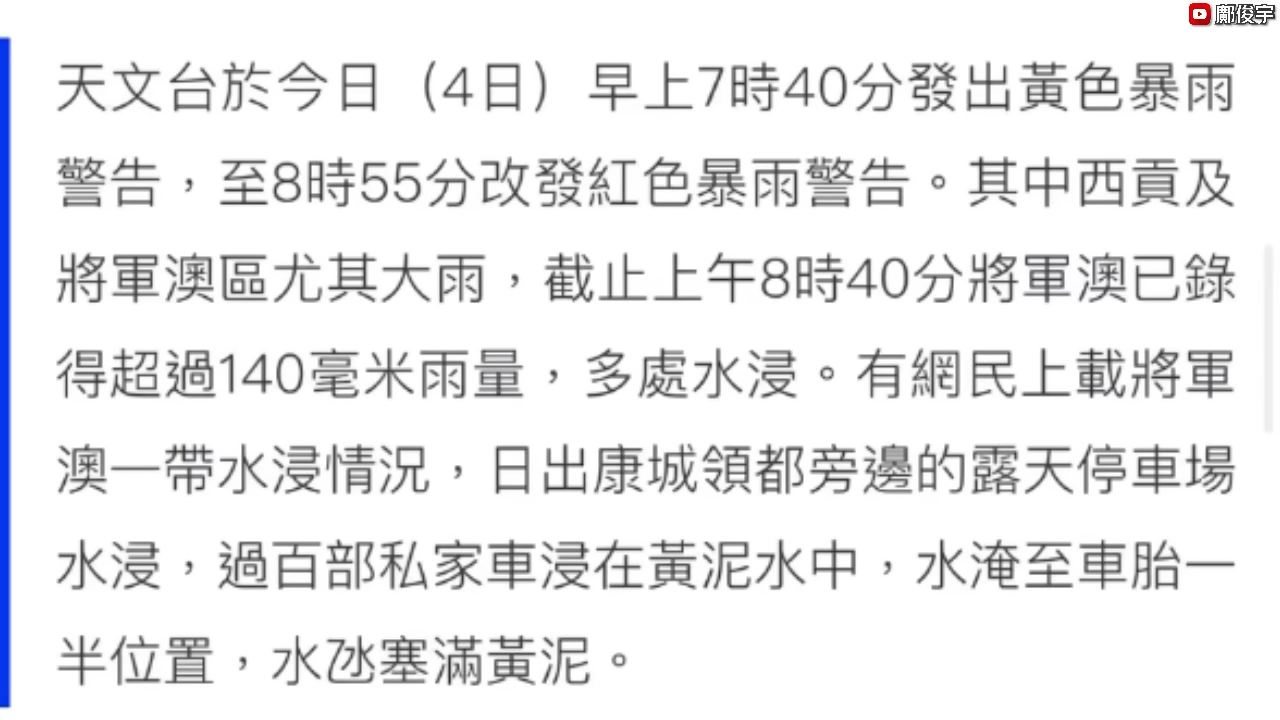 鄺俊宇
天文台於今日（4日）早上7時40分發出黃色暴雨
警告，至8時55分改發紅色暴雨警告。其中西貢及
將軍澳區尤其大雨，截止上午8時40分將軍澳已錄
得超過140毫米雨量，多處水浸。有網民上載將軍
澳一帶水浸情況，日出康城領都旁邊的露天停車場
水浸，過百部私家車浸在黃泥水中，水淹至車胎一
半位置，水氹塞滿黃泥。